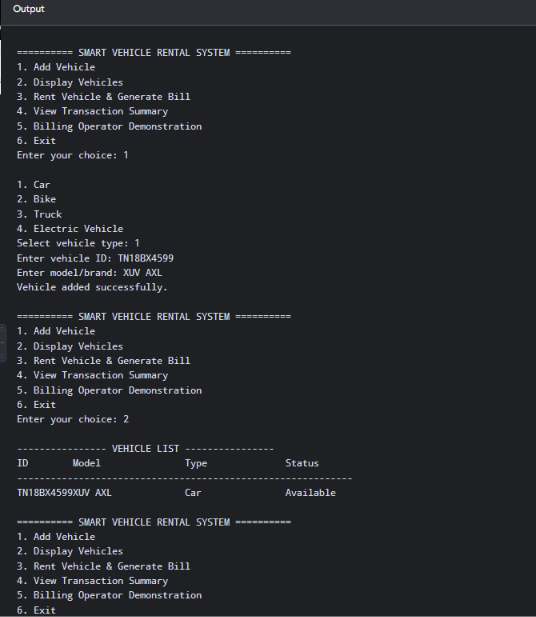 Output
========== SMART VEHICLE RENTAL SYSTEM ==========
1. Add Vehicle
2. Display Vehicles
3. Rent Vehicle & Generate Bill
4. View Transaction Summary
5. Billing Operator Demonstration
6. Exit
Enter your choice: 1
1. Car
2. Bike
3. Truck
4. Electric Vehicle
Select vehicle type: 1
Enter vehicle ID: TN18BX4599
Enter model/brand: XUV AXL
Vehicle added successfully.
========== SMART VEHICLE RENTAL SYSTEM ==========
1. Add Vehicle
2. Display Vehicles
3. Rent Vehicle & Generate Bill
4. View Transaction Summary
5. Billing Operator Demonstration
6. Exit
Enter your choice: 2
---------------- VEHICLE LIST ----------------
ID        Model               Type              Status
------------------------------------------------------------
TN18BX4599XUV AXL             Car               Available
========== SMART VEHICLE RENTAL SYSTEM ==========
1. Add Vehicle
2. Display Vehicles
3. Rent Vehicle & Generate Bill
4. View Transaction Summary
5. Billing Operator Demonstration
6. Exit